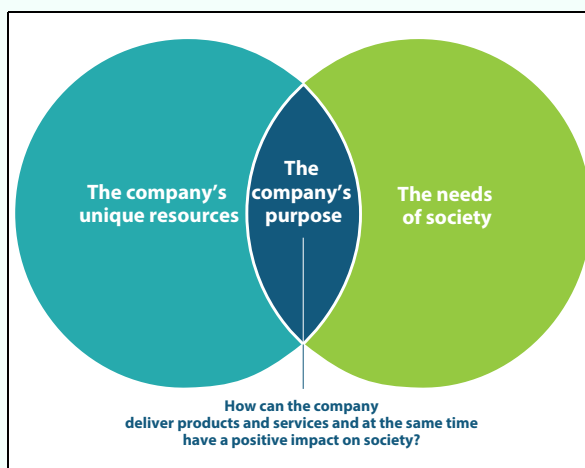 The company's
unique resources
The
company's
purpose
The needs
of society
How can the company
deliver products and services and at the same time
have a positive impact on society?